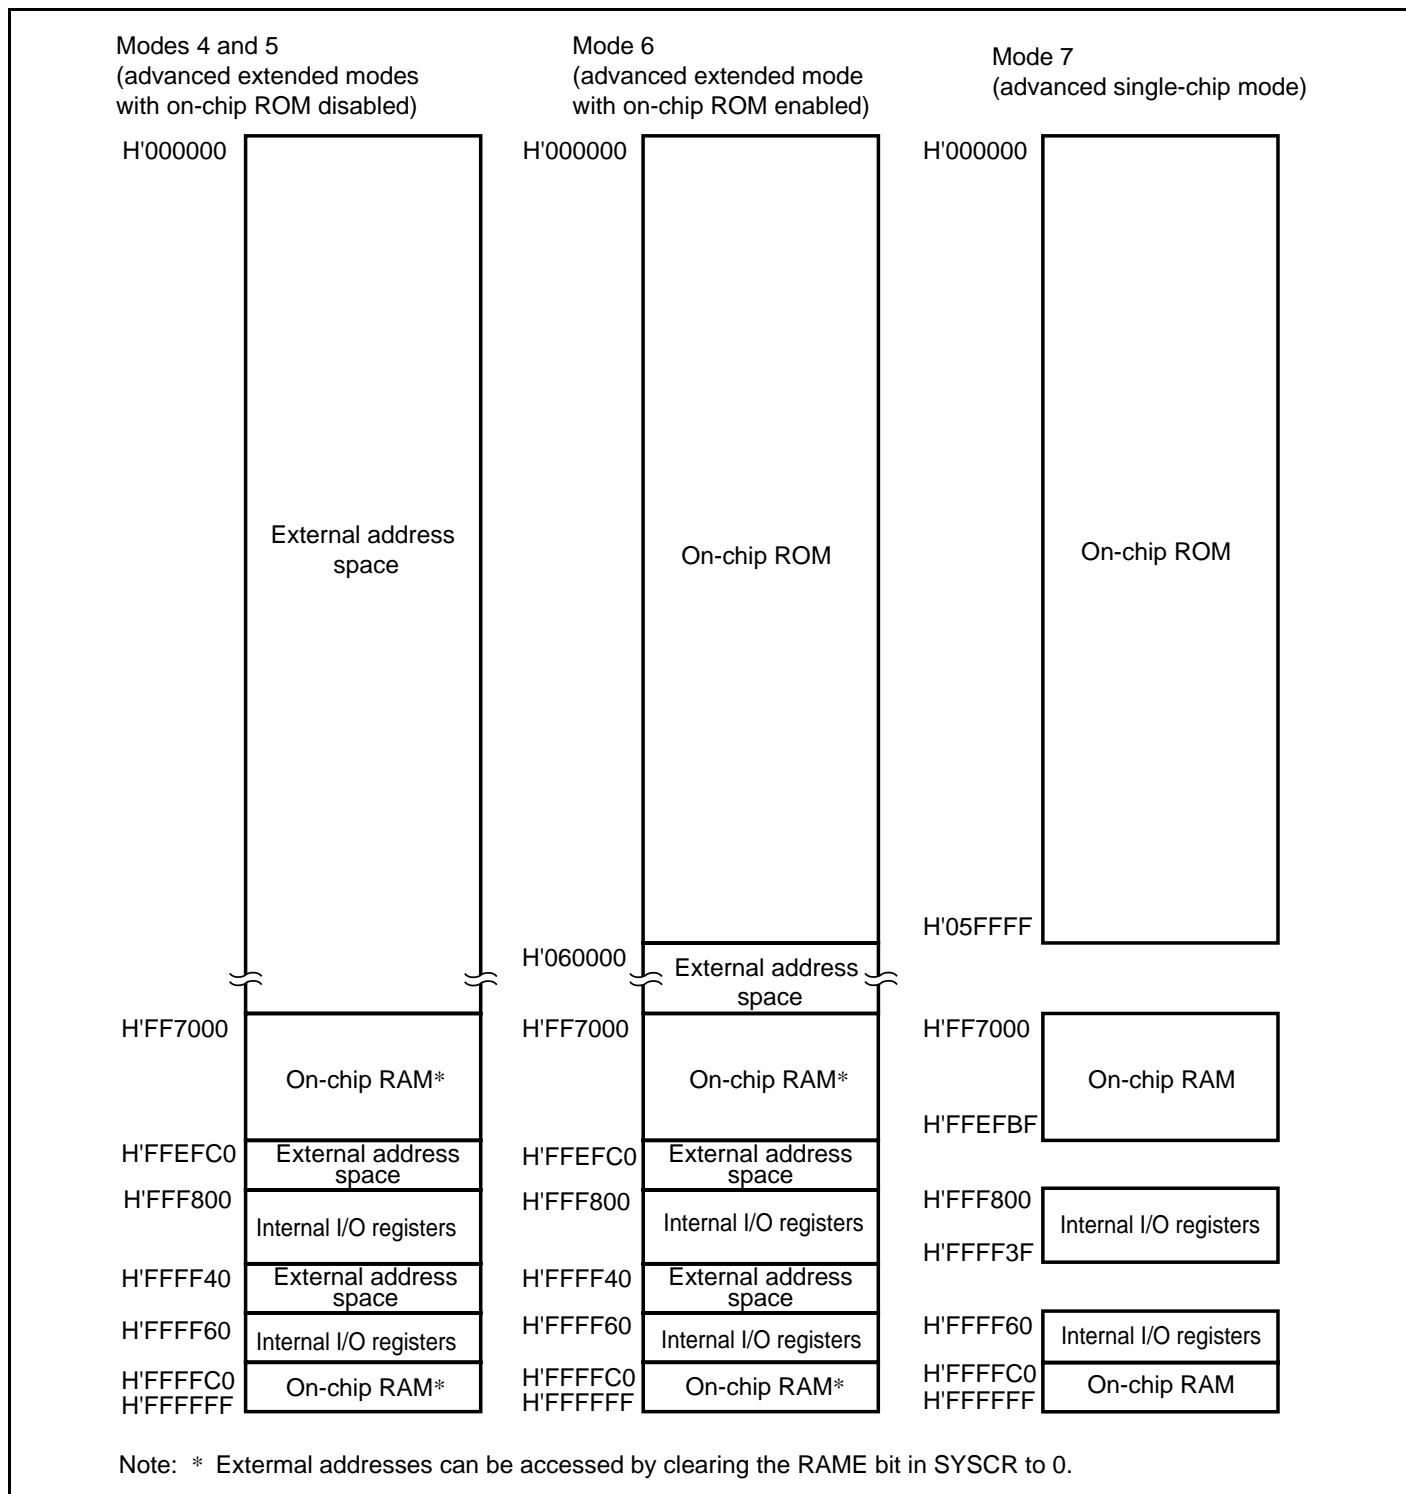 Modes 4 and 5
(advanced extended modes
with on-chip ROM disabled)
H'000000
External address
space
H'FF7000
On-chip RAM*
H'FFEFC0
External address
space
H'FFF800
Internal I/O registers
H'FFFF40
External address
space
H'FFFF60
Internal I/O registers
H'FFFFC0
On-chip RAM*
H'FFFFFF
Mode 6
(advanced extended mode
with on-chip ROM enabled)
H'000000
On-chip ROM
H'060000
External address
space
H'FF7000
On-chip RAM*
H'FFEFC0
External address
space
H'FFF800
Internal I/O registers
H'FFFF40
External address
space
H'FFFF60
Internal I/O registers
H'FFFFC0
On-chip RAM*
H'FFFFFF
Mode 7
(advanced single-chip mode)
H'000000
On-chip ROM
H'05FFFF
H'FF7000
On-chip RAM
H'FFEFBF
H'FFF800
Internal I/O registers
H'FFFF3F
H'FFFF60
Internal I/O registers
H'FFFFC0
On-chip RAM
H'FFFFFF
Note: * Extermal addresses can be accessed by clearing the RAME bit in SYSCR to 0.